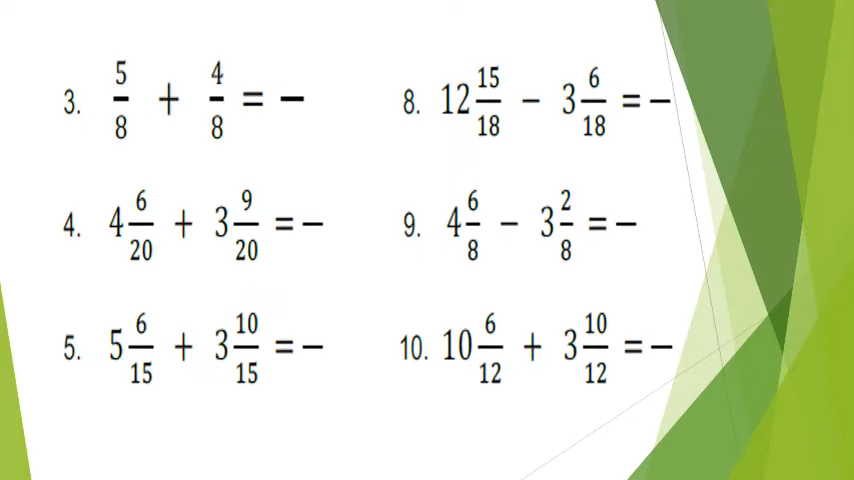 3. 5/8 + 4/8 = –
4. 4 6/20 + 3 9/20 = –
5. 5 6/15 + 3 10/15 = –
8. 12 15/18 – 3 6/18 = –
9. 4 6/8 – 3 2/8 = –
10. 10 6/12 + 3 10/12 = –